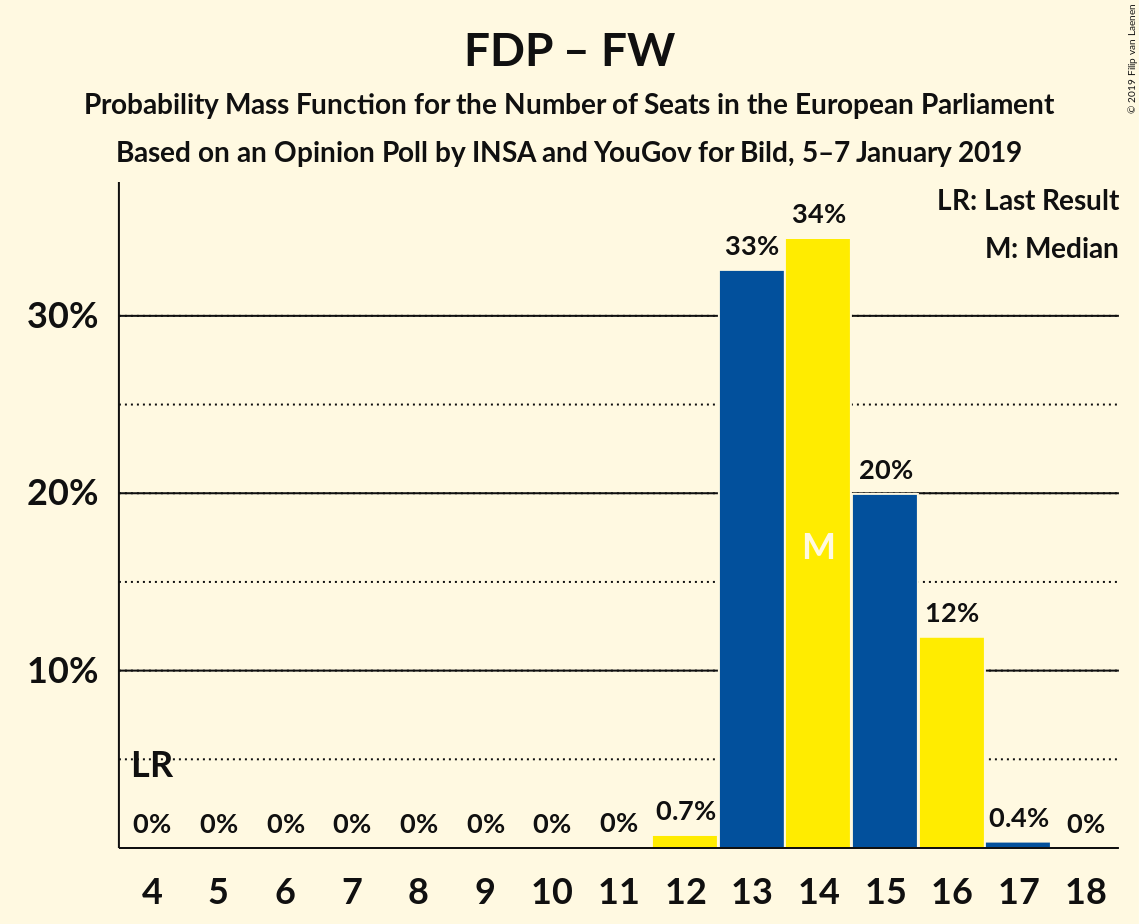 FDP – FW
Probability Mass Function for the Number of Seats in the European Parliament
Based on an Opinion Poll by INSA and YouGov for Bild, 5–7 January 2019
© 2019 Filip van Laenen
LR: Last Result
M: Median
34%
33%
30%
20%
20%
M
12%
10%
LR
0% 0% 0% 0% 0% 0% 0% 0% 0.7% 0.4% 0%
4 5 6 7 8 9 10 11 12 13 14 15 16 17 18